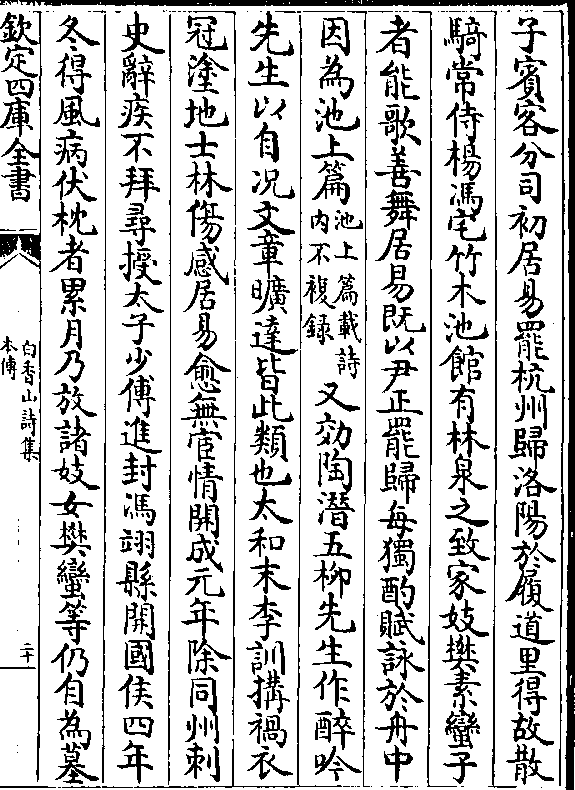 子賓客分司初居易罷杭州歸洛陽於履道里得故散
騎常侍楊馮宅竹木池館有林泉之致家妓樊素蠻子
者能歌善舞居易既以尹正罷歸每獨酌賦詠於舟中
因為池上篇池上篇載詩内不複録又効陶潛五柳先生作醉吟
先生以自况文章曠達皆此類也太和末李訓搆禍衣
冠塗地士林傷感居易愈無宦情開成元年除同州刺
史辭疾不拜尋授太子少傅進封馮翊縣開國侯四年
冬得風病伏枕者累月乃放諸妓女樊蠻等仍自為墓
欽定四庫全書
白香山詩集
本傳
二十